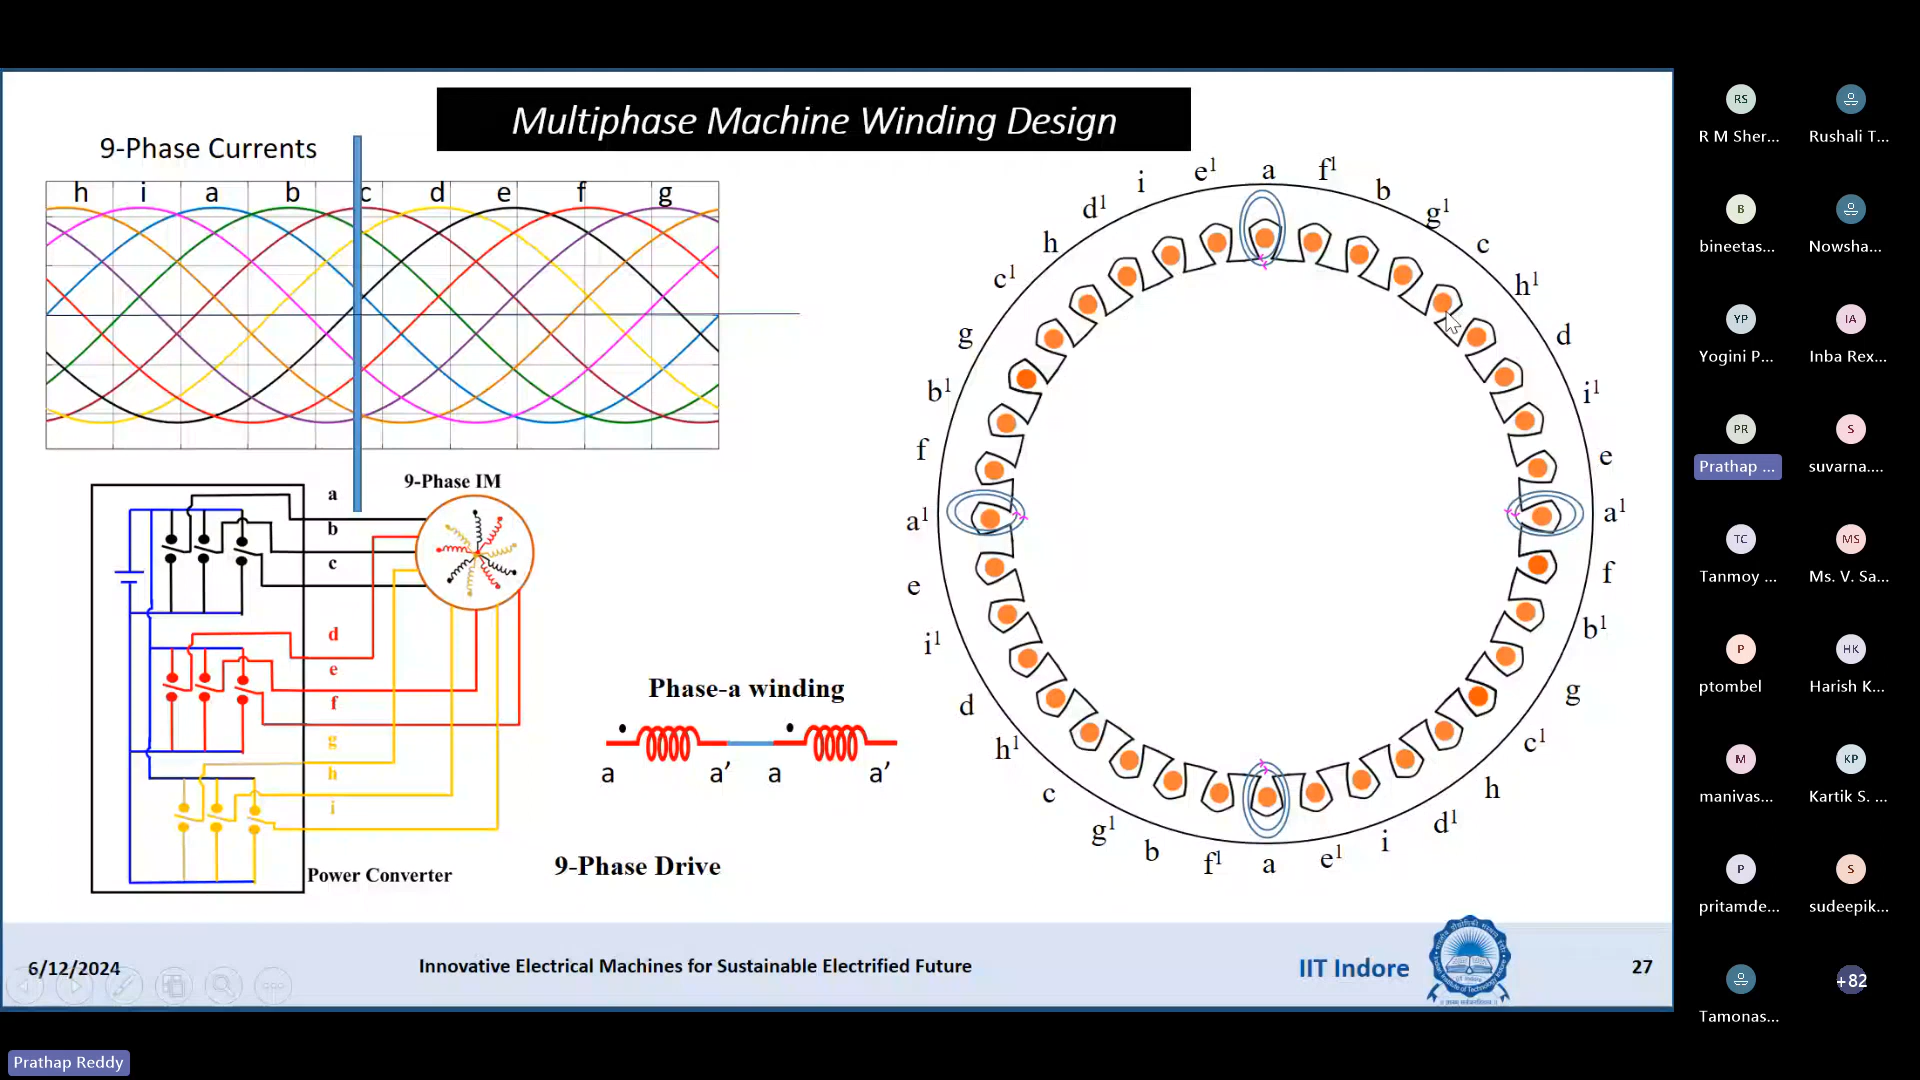 Multiphase Machine Winding Design
9-Phase Currents
h i a b c d e f g
9-Phase IM
a
b
c
d
e
f
g
h
i
Power Converter
Phase-a winding
a a’ a a’
9-Phase Drive
a
f¹
b
g¹
c
h¹
d
i¹
e
a¹
f
b¹
g
c¹
h
d¹
i
e¹
a
f¹
b
g¹
c
h¹
d
i¹
e
a¹
f
b¹
g
c¹
h
d¹
i
e¹
6/12/2024
Innovative Electrical Machines for Sustainable Electrified Future
IIT Indore
27
RS
R M Sher...
Rushali T...
B
bineetas...
Nowsha...
YP
Yogini P...
IA
Inba Rex...
PR
Prathap ...
S
suvarna....
TC
Tanmoy ...
MS
Ms. V. Sa...
P
ptombel
HK
Harish K...
M
manivas...
KP
Kartik S. ...
P
pritamde...
S
sudeepik...
Tamonas...
+82
Prathap Reddy